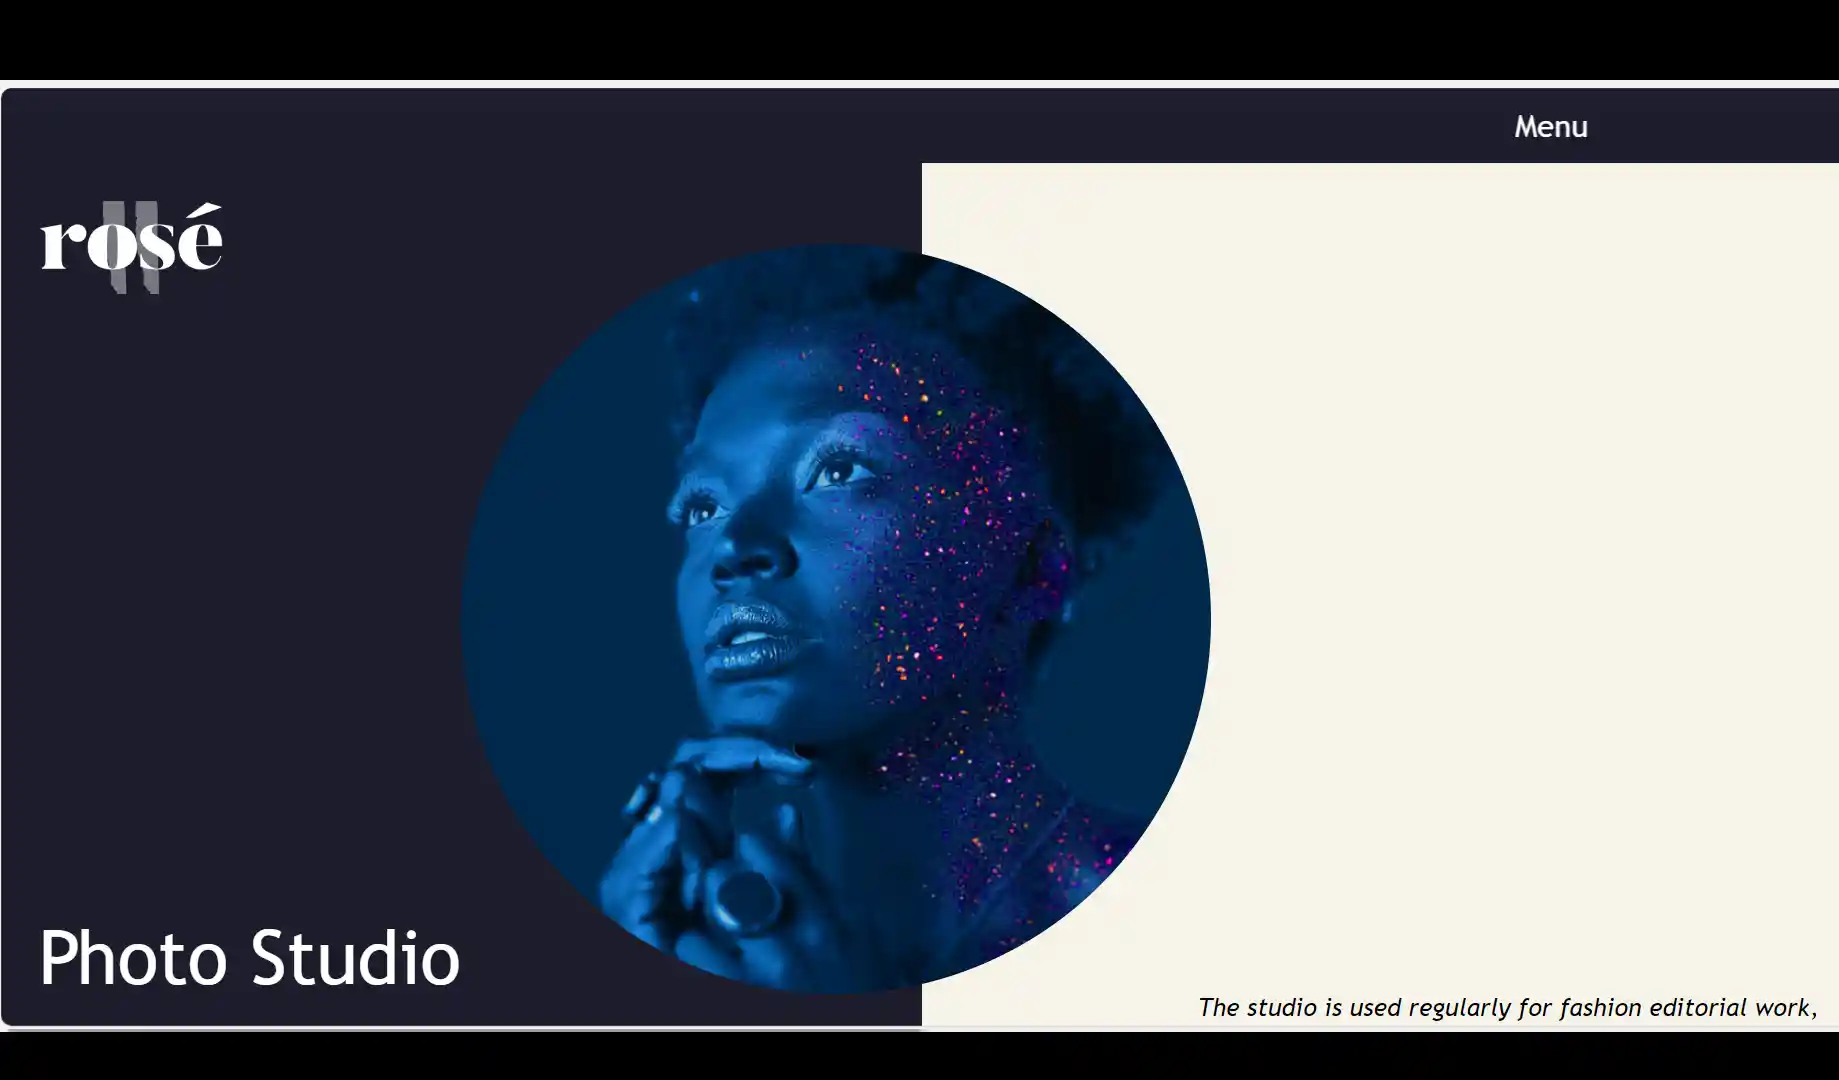 Menu
rosé
Photo Studio
The studio is used regularly for fashion editorial work,